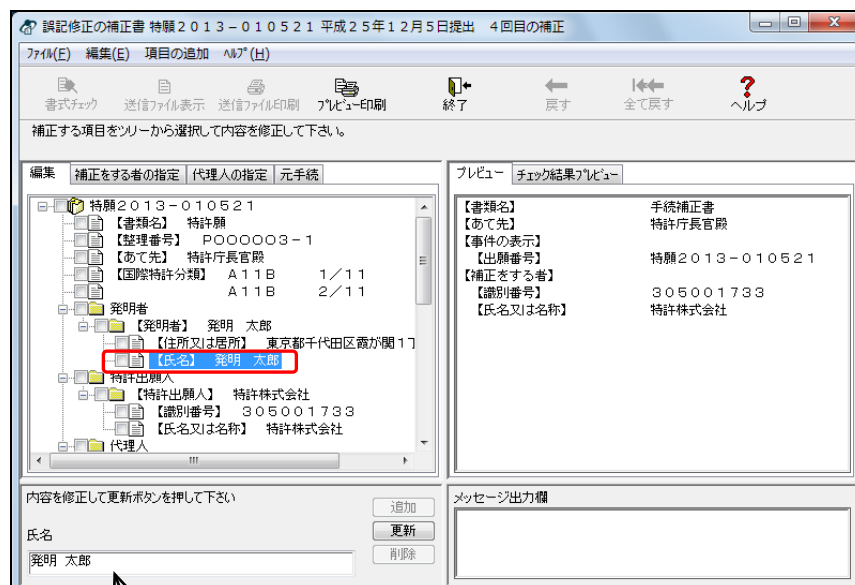 誤記修正の補正書 特願２０１３－０１０５２１ 平成２５年１２月５日提出 ４回目の補正
ﾌｧｲﾙ(F) 編集(E) 項目の追加 ﾍﾙﾌﾟ(H)
書式ﾁｪｯｸ 送信ﾌｧｲﾙ表示 送信ﾌｧｲﾙ印刷 ﾌﾟﾚﾋﾞｭｰ印刷 終了 戻す 全て戻す ヘルプ
補正する項目をツリーから選択して内容を修正して下さい。
編集 補正をする者の指定 代理人の指定 元手続
特願２０１３－０１０５２１
【書類名】 特許願
【整理番号】 Ｐ０００００３－１
【あて先】 特許庁長官殿
【国際特許分類】 Ａ１１Ｂ １／１１
Ａ１１Ｂ ２／１１
発明者
【発明者】 発明 太郎
【住所又は居所】 東京都千代田区霞が関１丁
【氏名】 発明 太郎
特許出願人
【特許出願人】 特許株式会社
【識別番号】 ３０５００１７３３
【氏名又は名称】 特許株式会社
代理人
プレビュー ﾁｪｯｸ結果ﾌﾟﾚﾋﾞｭｰ
【書類名】 手続補正書
【あて先】 特許庁長官殿
【事件の表示】
【出願番号】 特願２０１３－０１０５２１
【補正をする者】
【識別番号】 ３０５００１７３３
【氏名又は名称】 特許株式会社
内容を修正して更新ボタンを押して下さい
追加
氏名
更新
発明 太郎
削除
メッセージ出力欄